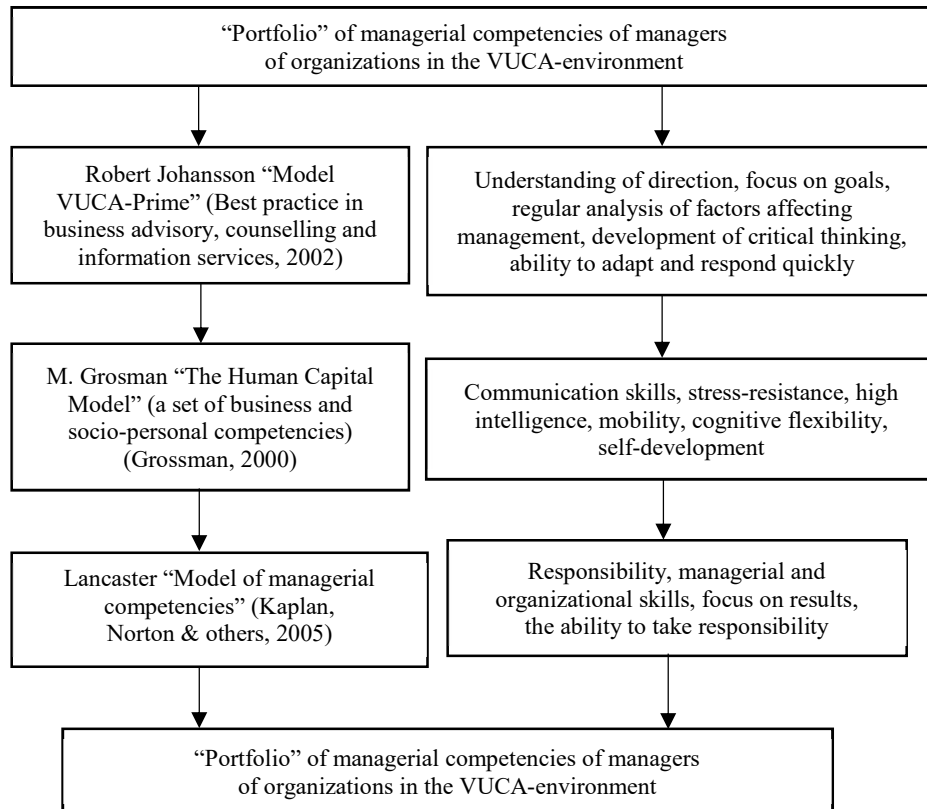 “Portfolio” of managerial competencies of managers
of organizations in the VUCA-environment
Robert Johansson “Model
VUCA-Prime” (Best practice in
business advisory, counselling and
information services, 2002)
Understanding of direction, focus on goals,
regular analysis of factors affecting
management, development of critical thinking,
ability to adapt and respond quickly
M. Grosman “The Human Capital
Model” (a set of business and
socio-personal competencies)
(Grossman, 2000)
Communication skills, stress-resistance, high
intelligence, mobility, cognitive flexibility,
self-development
Lancaster “Model of managerial
competencies” (Kaplan,
Norton & others, 2005)
Responsibility, managerial and
organizational skills, focus on results,
the ability to take responsibility
“Portfolio” of managerial competencies of managers
of organizations in the VUCA-environment